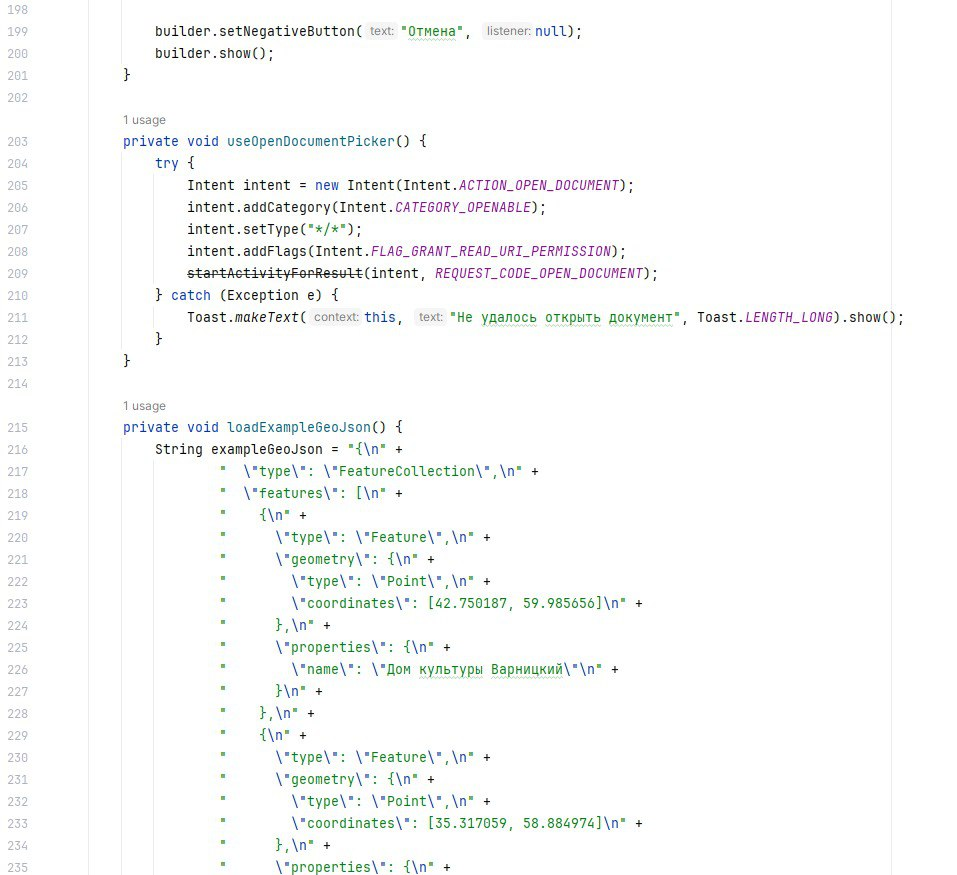 198
199 builder.setNegativeButton( text: "Отмена", listener: null);
200 builder.show();
201 }
202
1 usage
203 private void useOpenDocumentPicker() {
204 try {
205 Intent intent = new Intent(Intent.ACTION_OPEN_DOCUMENT);
206 intent.addCategory(Intent.CATEGORY_OPENABLE);
207 intent.setType("*/*");
208 intent.addFlags(Intent.FLAG_GRANT_READ_URI_PERMISSION);
209 startActivityForResult(intent, REQUEST_CODE_OPEN_DOCUMENT);
210 } catch (Exception e) {
211 Toast.makeText( context: this, text: "Не удалось открыть документ", Toast.LENGTH_LONG).show();
212 }
213 }
214
1 usage
215 private void loadExampleGeoJson() {
216 String exampleGeoJson = "{\n" +
217 "  \"type\": \"FeatureCollection\",\n" +
218 "  \"features\": [\n" +
219 "    {\n" +
220 "      \"type\": \"Feature\",\n" +
221 "      \"geometry\": {\n" +
222 "        \"type\": \"Point\",\n" +
223 "        \"coordinates\": [42.750187, 59.985656]\n" +
224 "      },\n" +
225 "      \"properties\": {\n" +
226 "        \"name\": \"Дом культуры Варницкий\"\n" +
227 "      }\n" +
228 "    },\n" +
229 "    {\n" +
230 "      \"type\": \"Feature\",\n" +
231 "      \"geometry\": {\n" +
232 "        \"type\": \"Point\",\n" +
233 "        \"coordinates\": [35.317059, 58.884974]\n" +
234 "      },\n" +
235 "      \"properties\": {\n" +